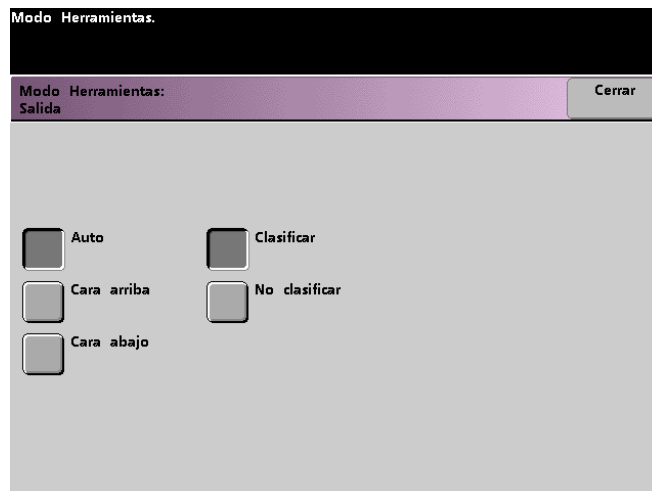 Modo Herramientas.
Modo Herramientas:
Salida
Cerrar
Auto
Clasificar
Cara arriba
No clasificar
Cara abajo